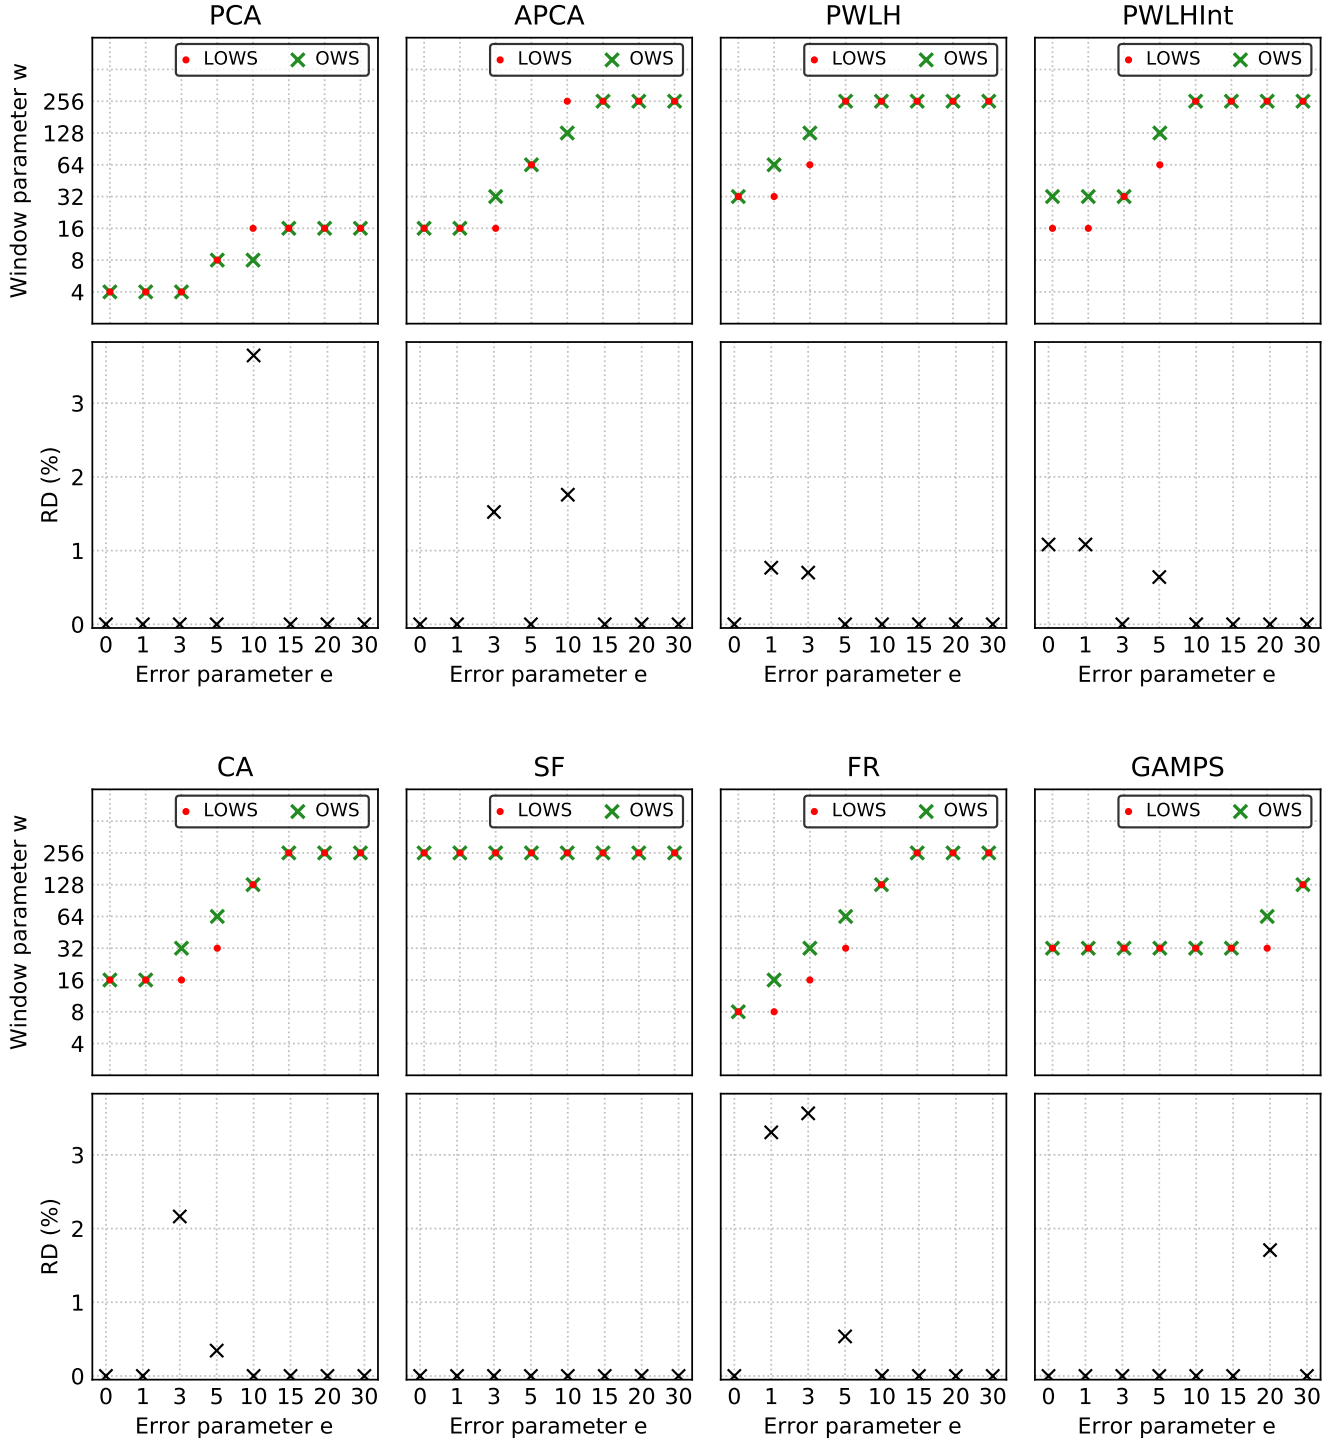 PCA APCA PWLH PWLHInt
LOWS OWS LOWS OWS LOWS OWS LOWS OWS
Window parameter w
256
128
64
32
16
8
4
RD (%)
3
2
1
0
0 1 3 5 10 15 20 30 0 1 3 5 10 15 20 30 0 1 3 5 10 15 20 30 0 1 3 5 10 15 20 30
Error parameter e Error parameter e Error parameter e Error parameter e
CA SF FR GAMPS
LOWS OWS LOWS OWS LOWS OWS LOWS OWS
Window parameter w
256
128
64
32
16
8
4
RD (%)
3
2
1
0
0 1 3 5 10 15 20 30 0 1 3 5 10 15 20 30 0 1 3 5 10 15 20 30 0 1 3 5 10 15 20 30
Error parameter e Error parameter e Error parameter e Error parameter e